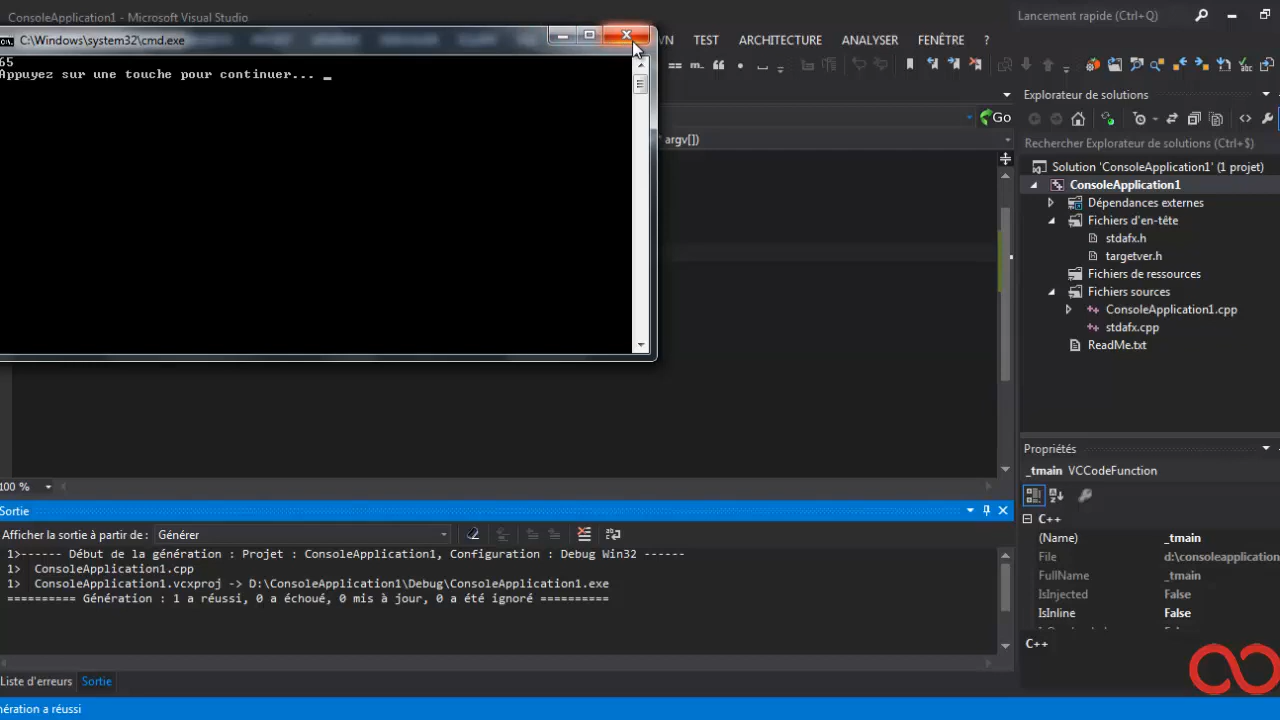 ConsoleApplication1 - Microsoft Visual Studio
Lancement rapide (Ctrl+Q)
C:\Windows\system32\cmd.exe
VN TEST ARCHITECTURE ANALYSER FENÊTRE ?
65
Appuyez sur une touche pour continuer... _
Go
argv[])
Explorateur de solutions
Rechercher Explorateur de solutions (Ctrl+$)
Solution 'ConsoleApplication1' (1 projet)
ConsoleApplication1
Dépendances externes
Fichiers d'en-tête
stdafx.h
targetver.h
Fichiers de ressources
Fichiers sources
ConsoleApplication1.cpp
stdafx.cpp
ReadMe.txt
100 %
Sortie
Afficher la sortie à partir de : Générer
1>------ Début de la génération : Projet : ConsoleApplication1, Configuration : Debug Win32 ------
1> ConsoleApplication1.cpp
1> ConsoleApplication1.vcxproj -> D:\ConsoleApplication1\Debug\ConsoleApplication1.exe
========== Génération : 1 a réussi, 0 a échoué, 0 mis à jour, 0 a été ignoré ==========
Liste d'erreurs Sortie
nération a réussi
Propriétés
_tmain VCCodeFunction
C++
(Name) _tmain
File d:\consoleapplication
FullName _tmain
IsInjected False
IsInline False
C++